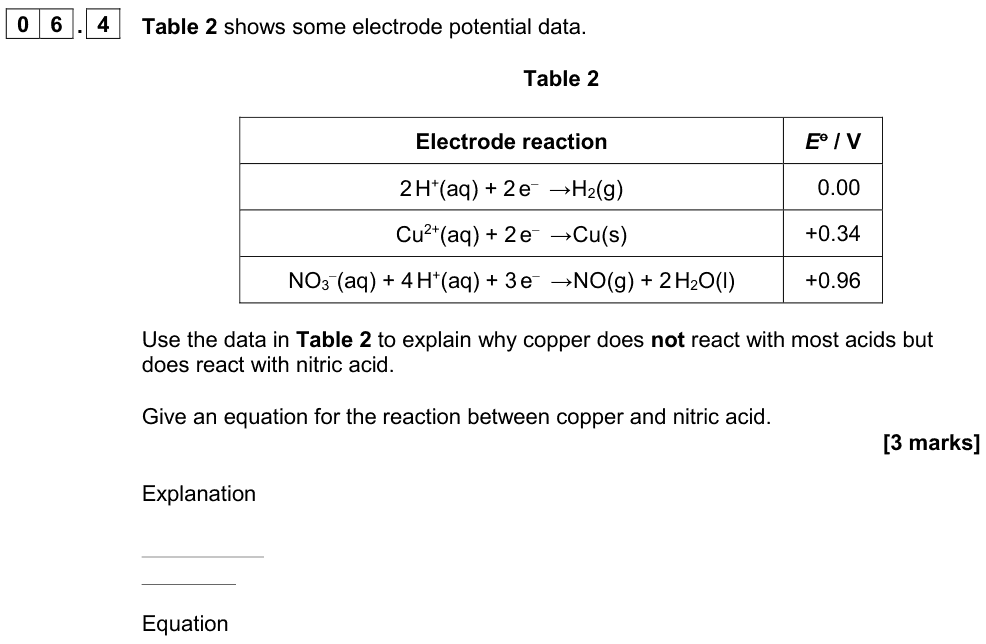 06.4 Table 2 shows some electrode potential data.
Table 2
Electrode reaction E⦵ / V
2 H⁺(aq) + 2 e⁻ →H₂(g) 0.00
Cu²⁺(aq) + 2 e⁻ →Cu(s) +0.34
NO₃⁻(aq) + 4 H⁺(aq) + 3 e⁻ →NO(g) + 2 H₂O(l) +0.96
Use the data in Table 2 to explain why copper does not react with most acids but
does react with nitric acid.
Give an equation for the reaction between copper and nitric acid.
[3 marks]
Explanation
Equation